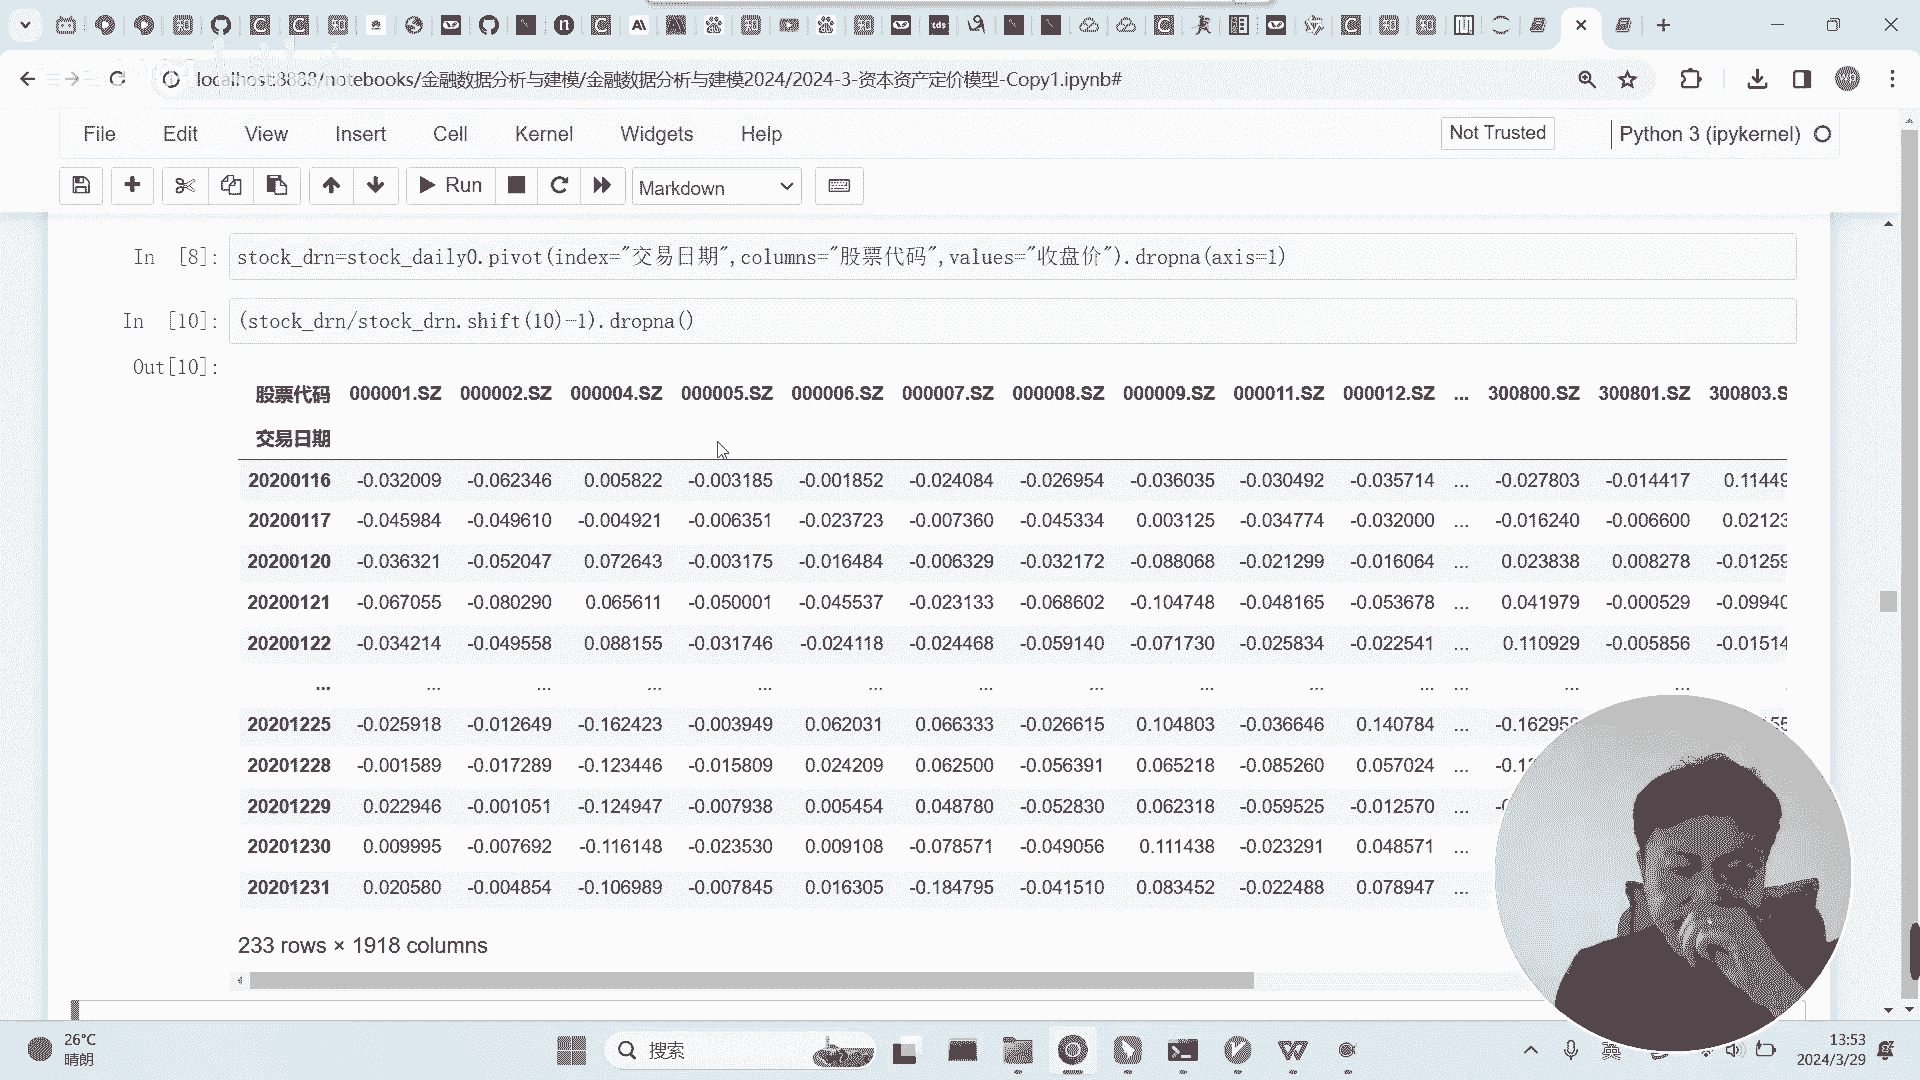 localhost:8888/notebooks/金融数据分析与建模/金融数据分析与建模2024/2024-3-资本资产定价模型-Copy1.ipynb#
File Edit View Insert Cell Kernel Widgets Help Not Trusted Python 3 (ipykernel)
Run Markdown
In [8]: stock_drn=stock_daily0.pivot(index="交易日期",columns="股票代码",values="收盘价").dropna(axis=1)
In [10]: (stock_drn/stock_drn.shift(10)-1).dropna()
Out[10]:
股票代码 000001.SZ 000002.SZ 000004.SZ 000005.SZ 000006.SZ 000007.SZ 000008.SZ 000009.SZ 000011.SZ 000012.SZ ... 300800.SZ 300801.SZ 300803.S
交易日期
20200116 -0.032009 -0.062346 0.005822 -0.003185 -0.001852 -0.024084 -0.026954 -0.036035 -0.030492 -0.035714 ... -0.027803 -0.014417 0.11449
20200117 -0.045984 -0.049610 -0.004921 -0.006351 -0.023723 -0.007360 -0.045334 0.003125 -0.034774 -0.032000 ... -0.016240 -0.006600 0.02123
20200120 -0.036321 -0.052047 0.072643 -0.003175 -0.016484 -0.006329 -0.032172 -0.088068 -0.021299 -0.016064 ... 0.023838 0.008278 -0.01259
20200121 -0.067055 -0.080290 0.065611 -0.050001 -0.045537 -0.023133 -0.068602 -0.104748 -0.048165 -0.053678 ... 0.041979 -0.000529 -0.09940
20200122 -0.034214 -0.049558 0.088155 -0.031746 -0.024118 -0.024468 -0.059140 -0.071730 -0.025834 -0.022541 ... 0.110929 -0.005856 -0.01514
... ... ... ... ... ... ... ... ... ... ... ... ... ...
20201225 -0.025918 -0.012649 -0.162423 -0.003949 0.062031 0.066333 -0.026615 0.104803 -0.036646 0.140784 ...
20201228 -0.001589 -0.017289 -0.123446 -0.015809 0.024209 0.062500 -0.056391 0.065218 -0.085260 0.057024 ...
20201229 0.022946 -0.001051 -0.124947 -0.007938 0.005454 0.048780 -0.052830 0.062318 -0.059525 -0.012570 ...
20201230 0.009995 -0.007692 -0.116148 -0.023530 0.009108 -0.078571 -0.049056 0.111438 -0.023291 0.048571 ...
20201231 0.020580 -0.004854 -0.106989 -0.007845 0.016305 -0.184795 -0.041510 0.083452 -0.022488 0.078947 ...
233 rows × 1918 columns
26°C
晴朗
搜索
英
13:53
2024/3/29